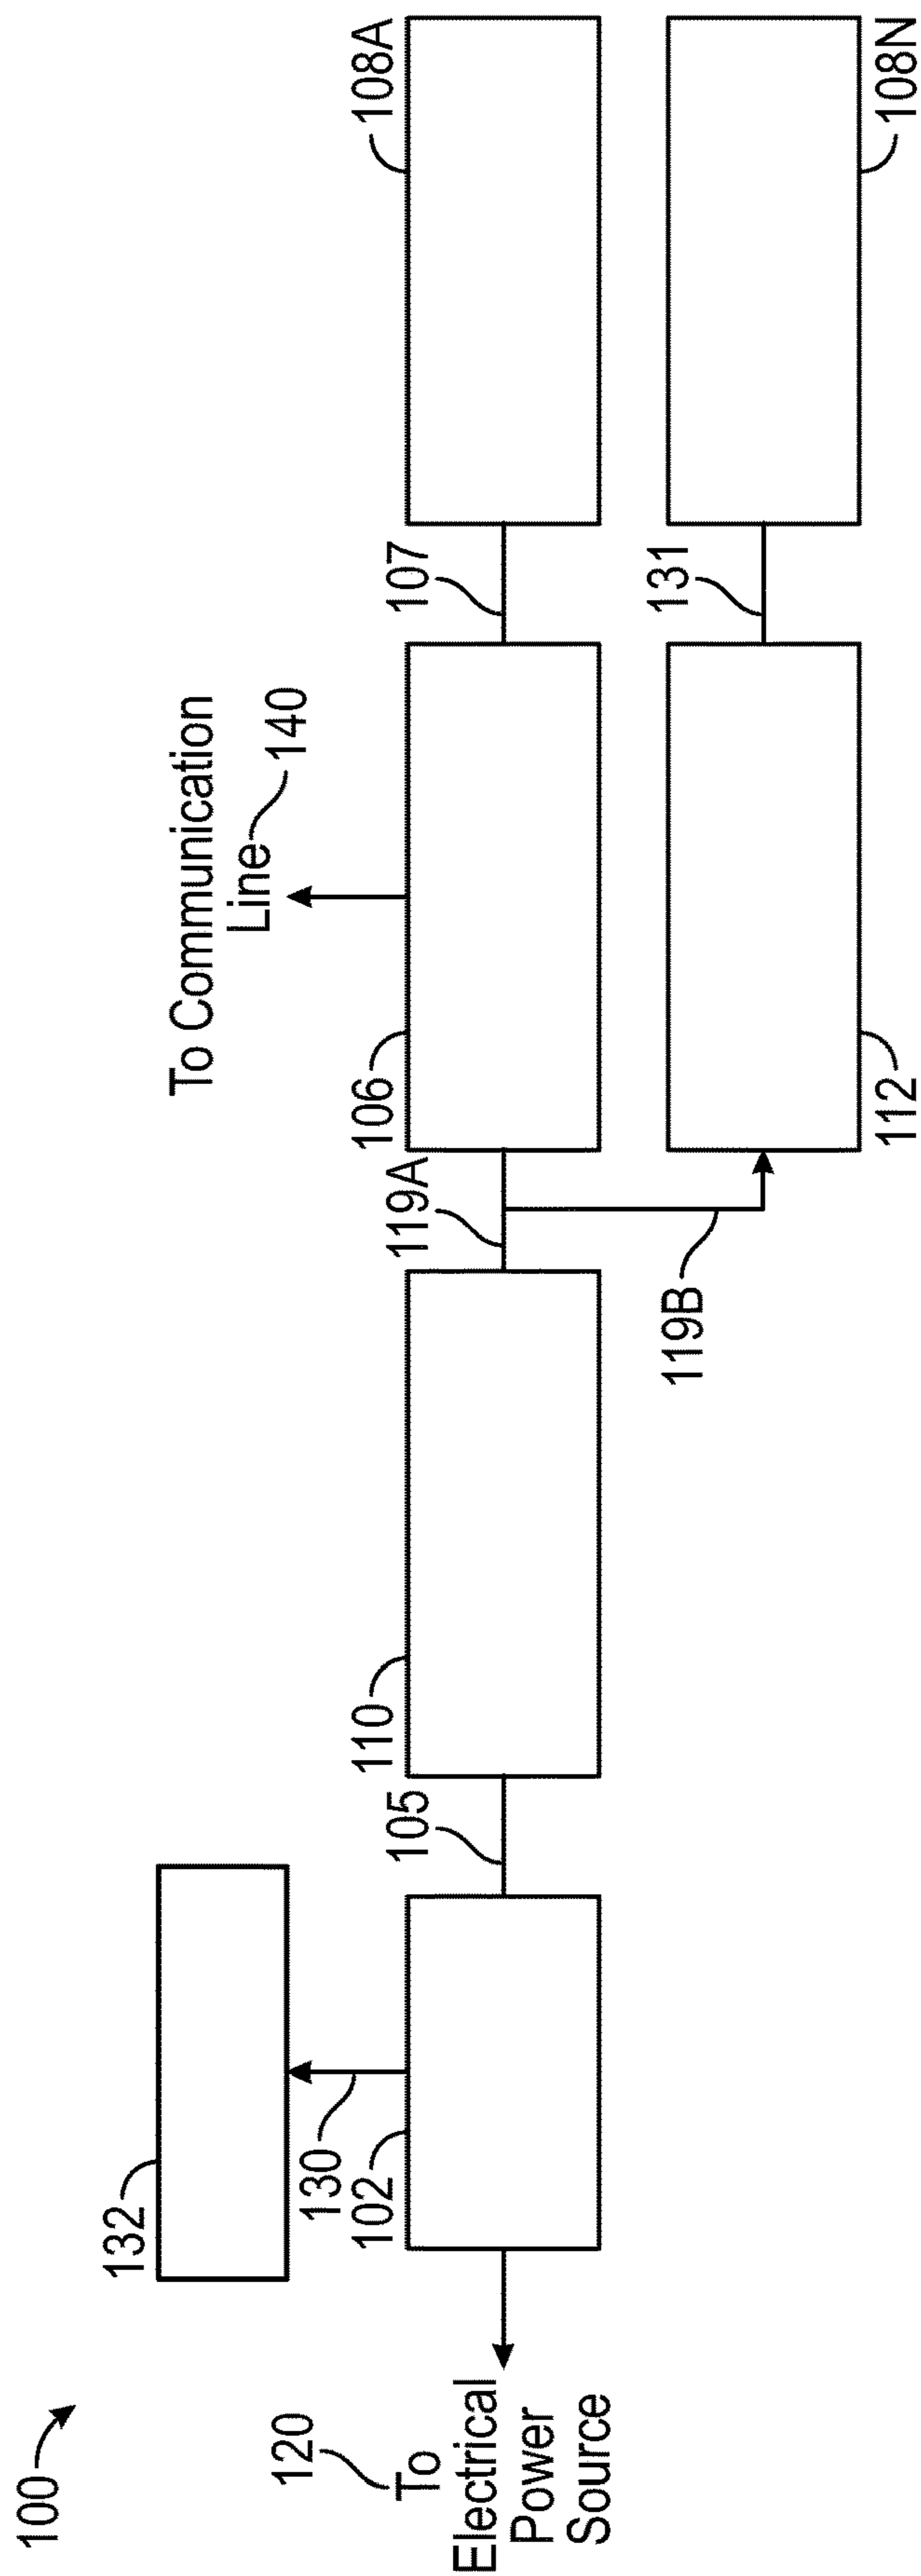 100
120
To
Electrical
Power
Source
132
130
102
105
110
To Communication
Line
140
106
119A
119B
107
108A
112
131
108N